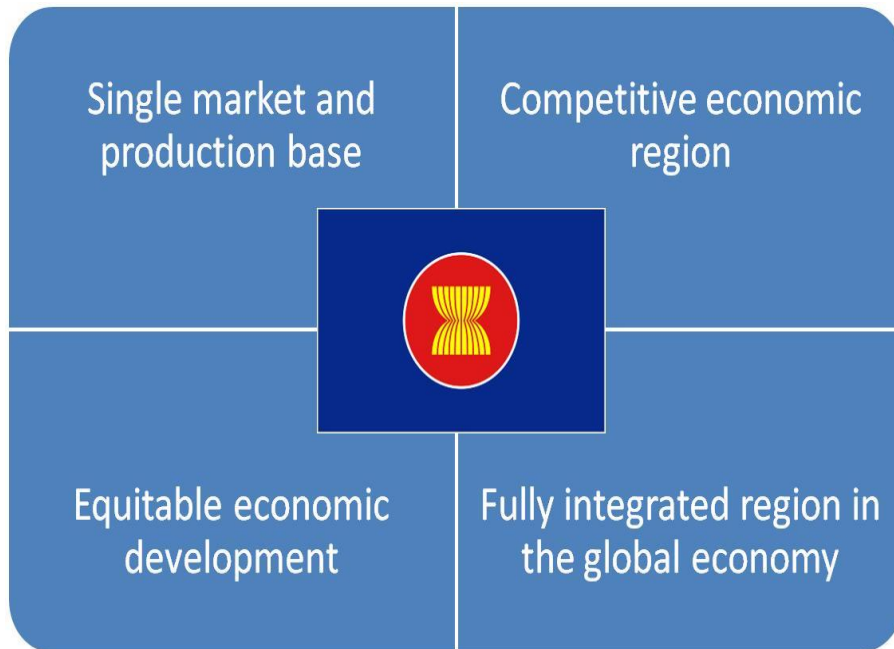 Single market and
production base
Competitive economic
region
Equitable economic
development
Fully integrated region in
the global economy